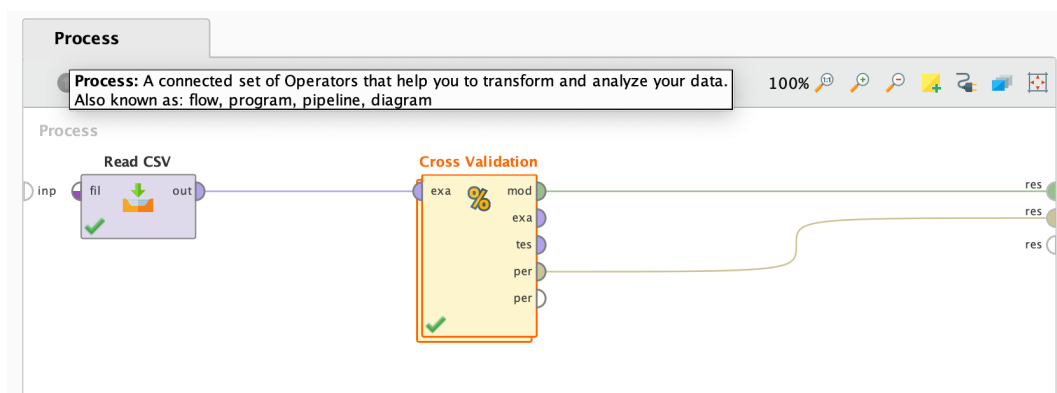 Process
Process: A connected set of Operators that help you to transform and analyze your data.
Also known as: flow, program, pipeline, diagram
100%
Process
Read CSV
Cross Validation
inp
fil
out
exa
%
mod
res
exa
res
tes
res
per
per